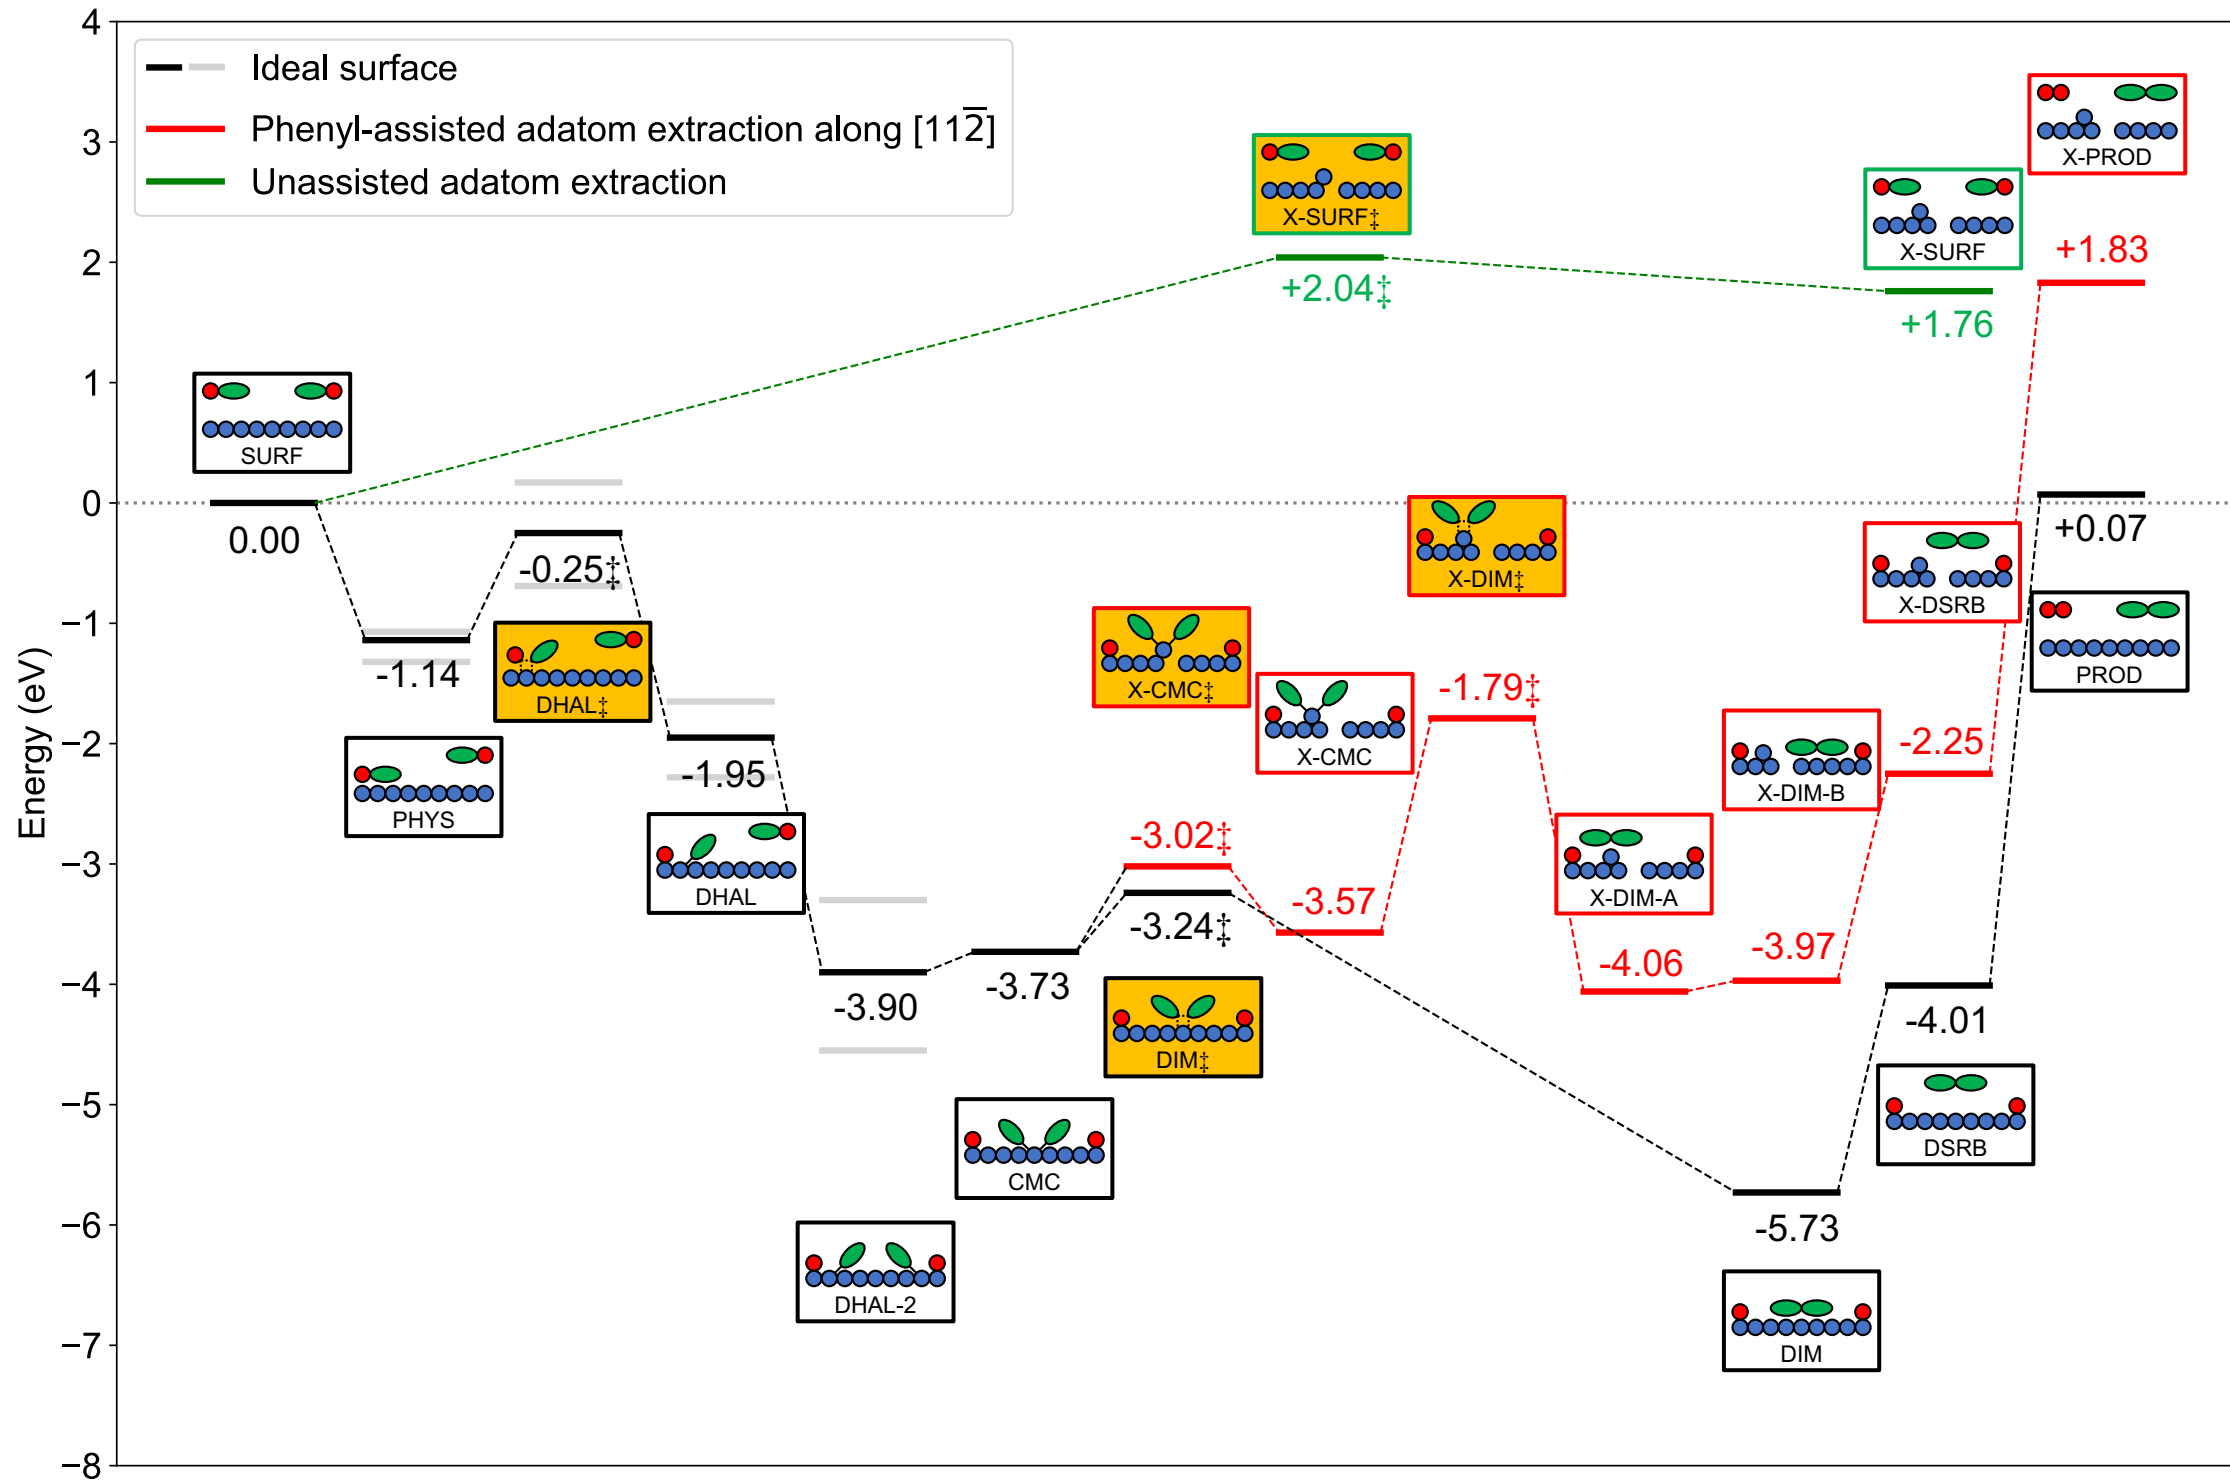 4
3
2
1
0
−1
−2
−3
−4
−5
−6
−7
−8
Energy (eV)
Ideal surface
Phenyl-assisted adatom extraction along [112̅]
Unassisted adatom extraction
SURF
0.00
-1.14
PHYS
-0.25‡
DHAL‡
-1.95
DHAL
-3.90
DHAL-2
-3.73
CMC
X-CMC‡
-3.02‡
-3.24‡
DIM‡
X-SURF‡
+2.04‡
X-CMC
-3.57
X-DIM‡
-1.79‡
X-DIM-A
-4.06
X-DIM-B
-3.97
-5.73
DIM
X-SURF
+1.76
X-DSRB
-2.25
-4.01
DSRB
X-PROD
+1.83
+0.07
PROD